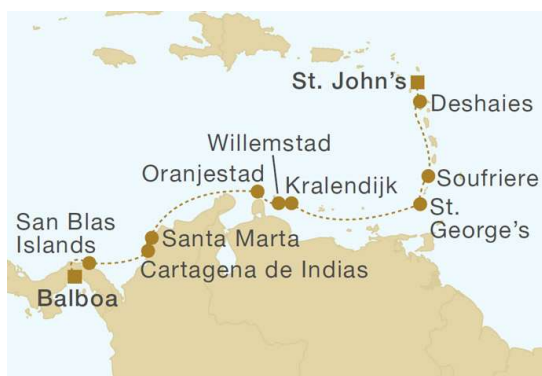 St. John's
Deshaies
Willemstad
Oranjestad
Kralendijk
Soufriere
St.
George's
San Blas
Islands
Santa Marta
Cartagena de Indias
Balboa